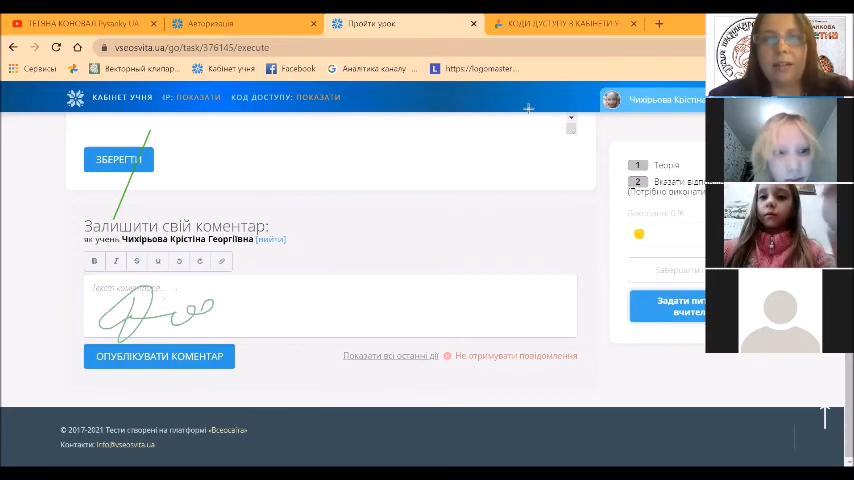 ТЕТЯНА КОНОВАЛ Pysanky UA
Авторизація
Пройти урок
КОДИ ДОСТУПУ В КАБІНЕТИ У
vseosvita.ua/go/task/376145/execute
Сервисы
Векторный клипар...
Кабінет учня
Facebook
Аналітика каналу ...
https://logomaster...
КАБІНЕТ УЧНЯ
ІР: ПОКАЗАТИ
КОД ДОСТУПУ: ПОКАЗАТИ
Чихірьова Крістіна
ЗБЕРЕГТИ
1 Теорія
2 Вказати відпов
(Потрібно виконати
Виконано: 0 %
Завершити
Задати пит
вчител
Залишити свій коментар:
як учень Чихірьова Крістіна Георгіївна [вийти]
B I S U
Текст коментаря...
ОПУБЛІКУВАТИ КОМЕНТАР
Показати всі останні дії
Не отримувати повідомлення
© 2017-2021 Тести створені на платформі «Всеосвіта»
Контакти: info@vseosvita.ua